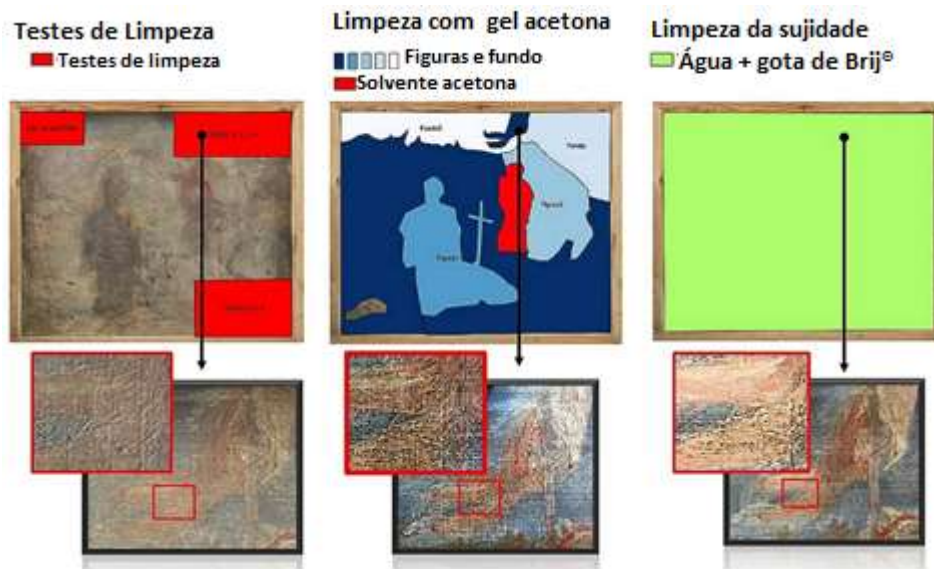 Testes de Limpeza
Testes de limpeza
Limpeza com gel acetona
Figuras e fundo
Solvente acetona
Limpeza da sujidade
Água + gota de Brij®